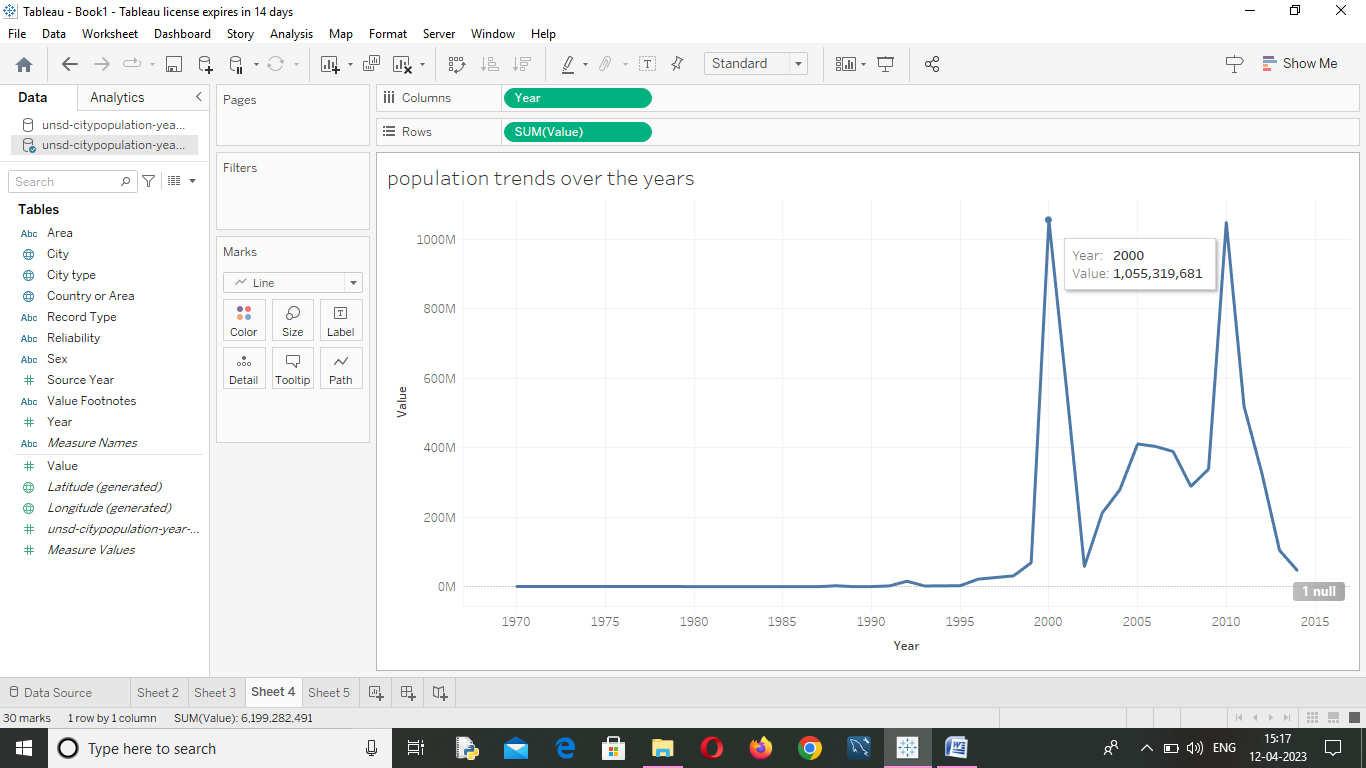 Tableau - Book1 - Tableau license expires in 14 days
File Data Worksheet Dashboard Story Analysis Map Format Server Window Help
Standard
Show Me
Data Analytics
unsd-citypopulation-yea...
unsd-citypopulation-yea...
Search
Tables
Abc Area
City
City type
Country or Area
Abc Record Type
Abc Reliability
Abc Sex
# Source Year
Abc Value Footnotes
# Year
Abc Measure Names
# Value
Latitude (generated)
Longitude (generated)
# unsd-citypopulation-year-...
# Measure Values
Pages
Filters
Marks
Line
Color Size Label
Detail Tooltip Path
Columns Year
Rows SUM(Value)
population trends over the years
1000M
800M
600M
400M
200M
0M
Value
Year: 2000
Value: 1,055,319,681
1 null
1970 1975 1980 1985 1990 1995 2000 2005 2010 2015
Year
Data Source Sheet 2 Sheet 3 Sheet 4 Sheet 5
30 marks 1 row by 1 column SUM(Value): 6,199,282,491
Type here to search
ENG
15:17
12-04-2023